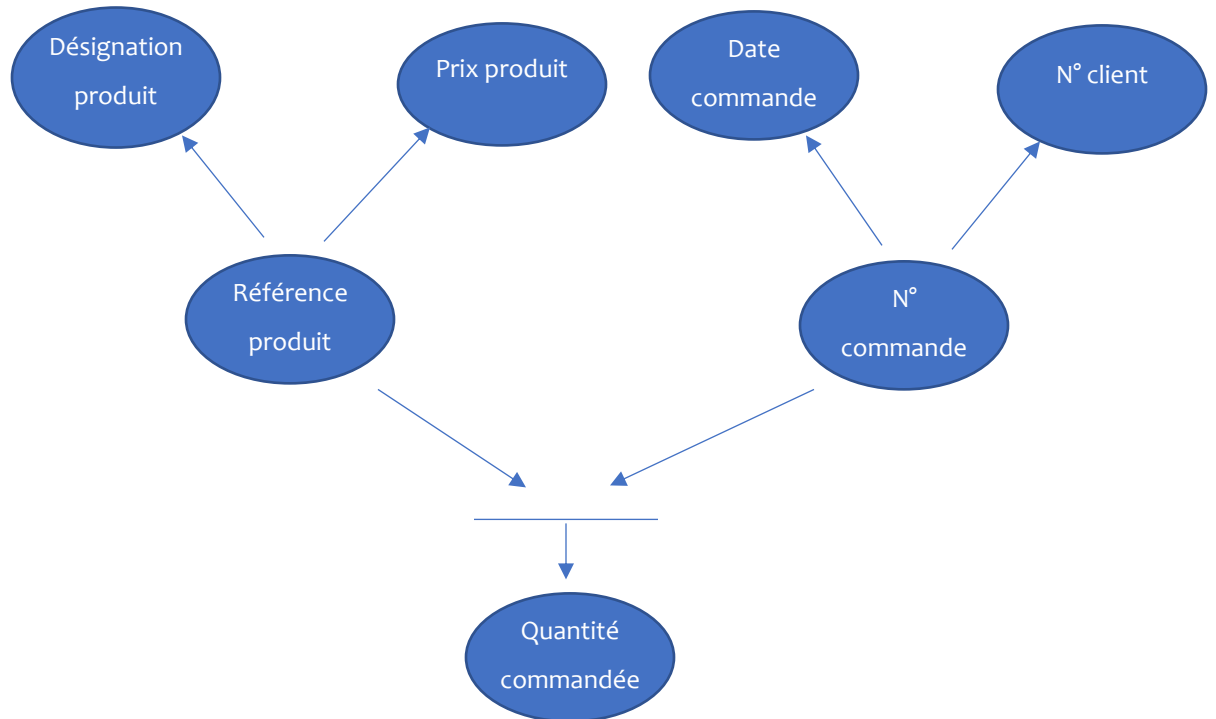 Désignation
produit
Prix produit
Date
commande
N° client
Référence
produit
N°
commande
Quantité
commandée